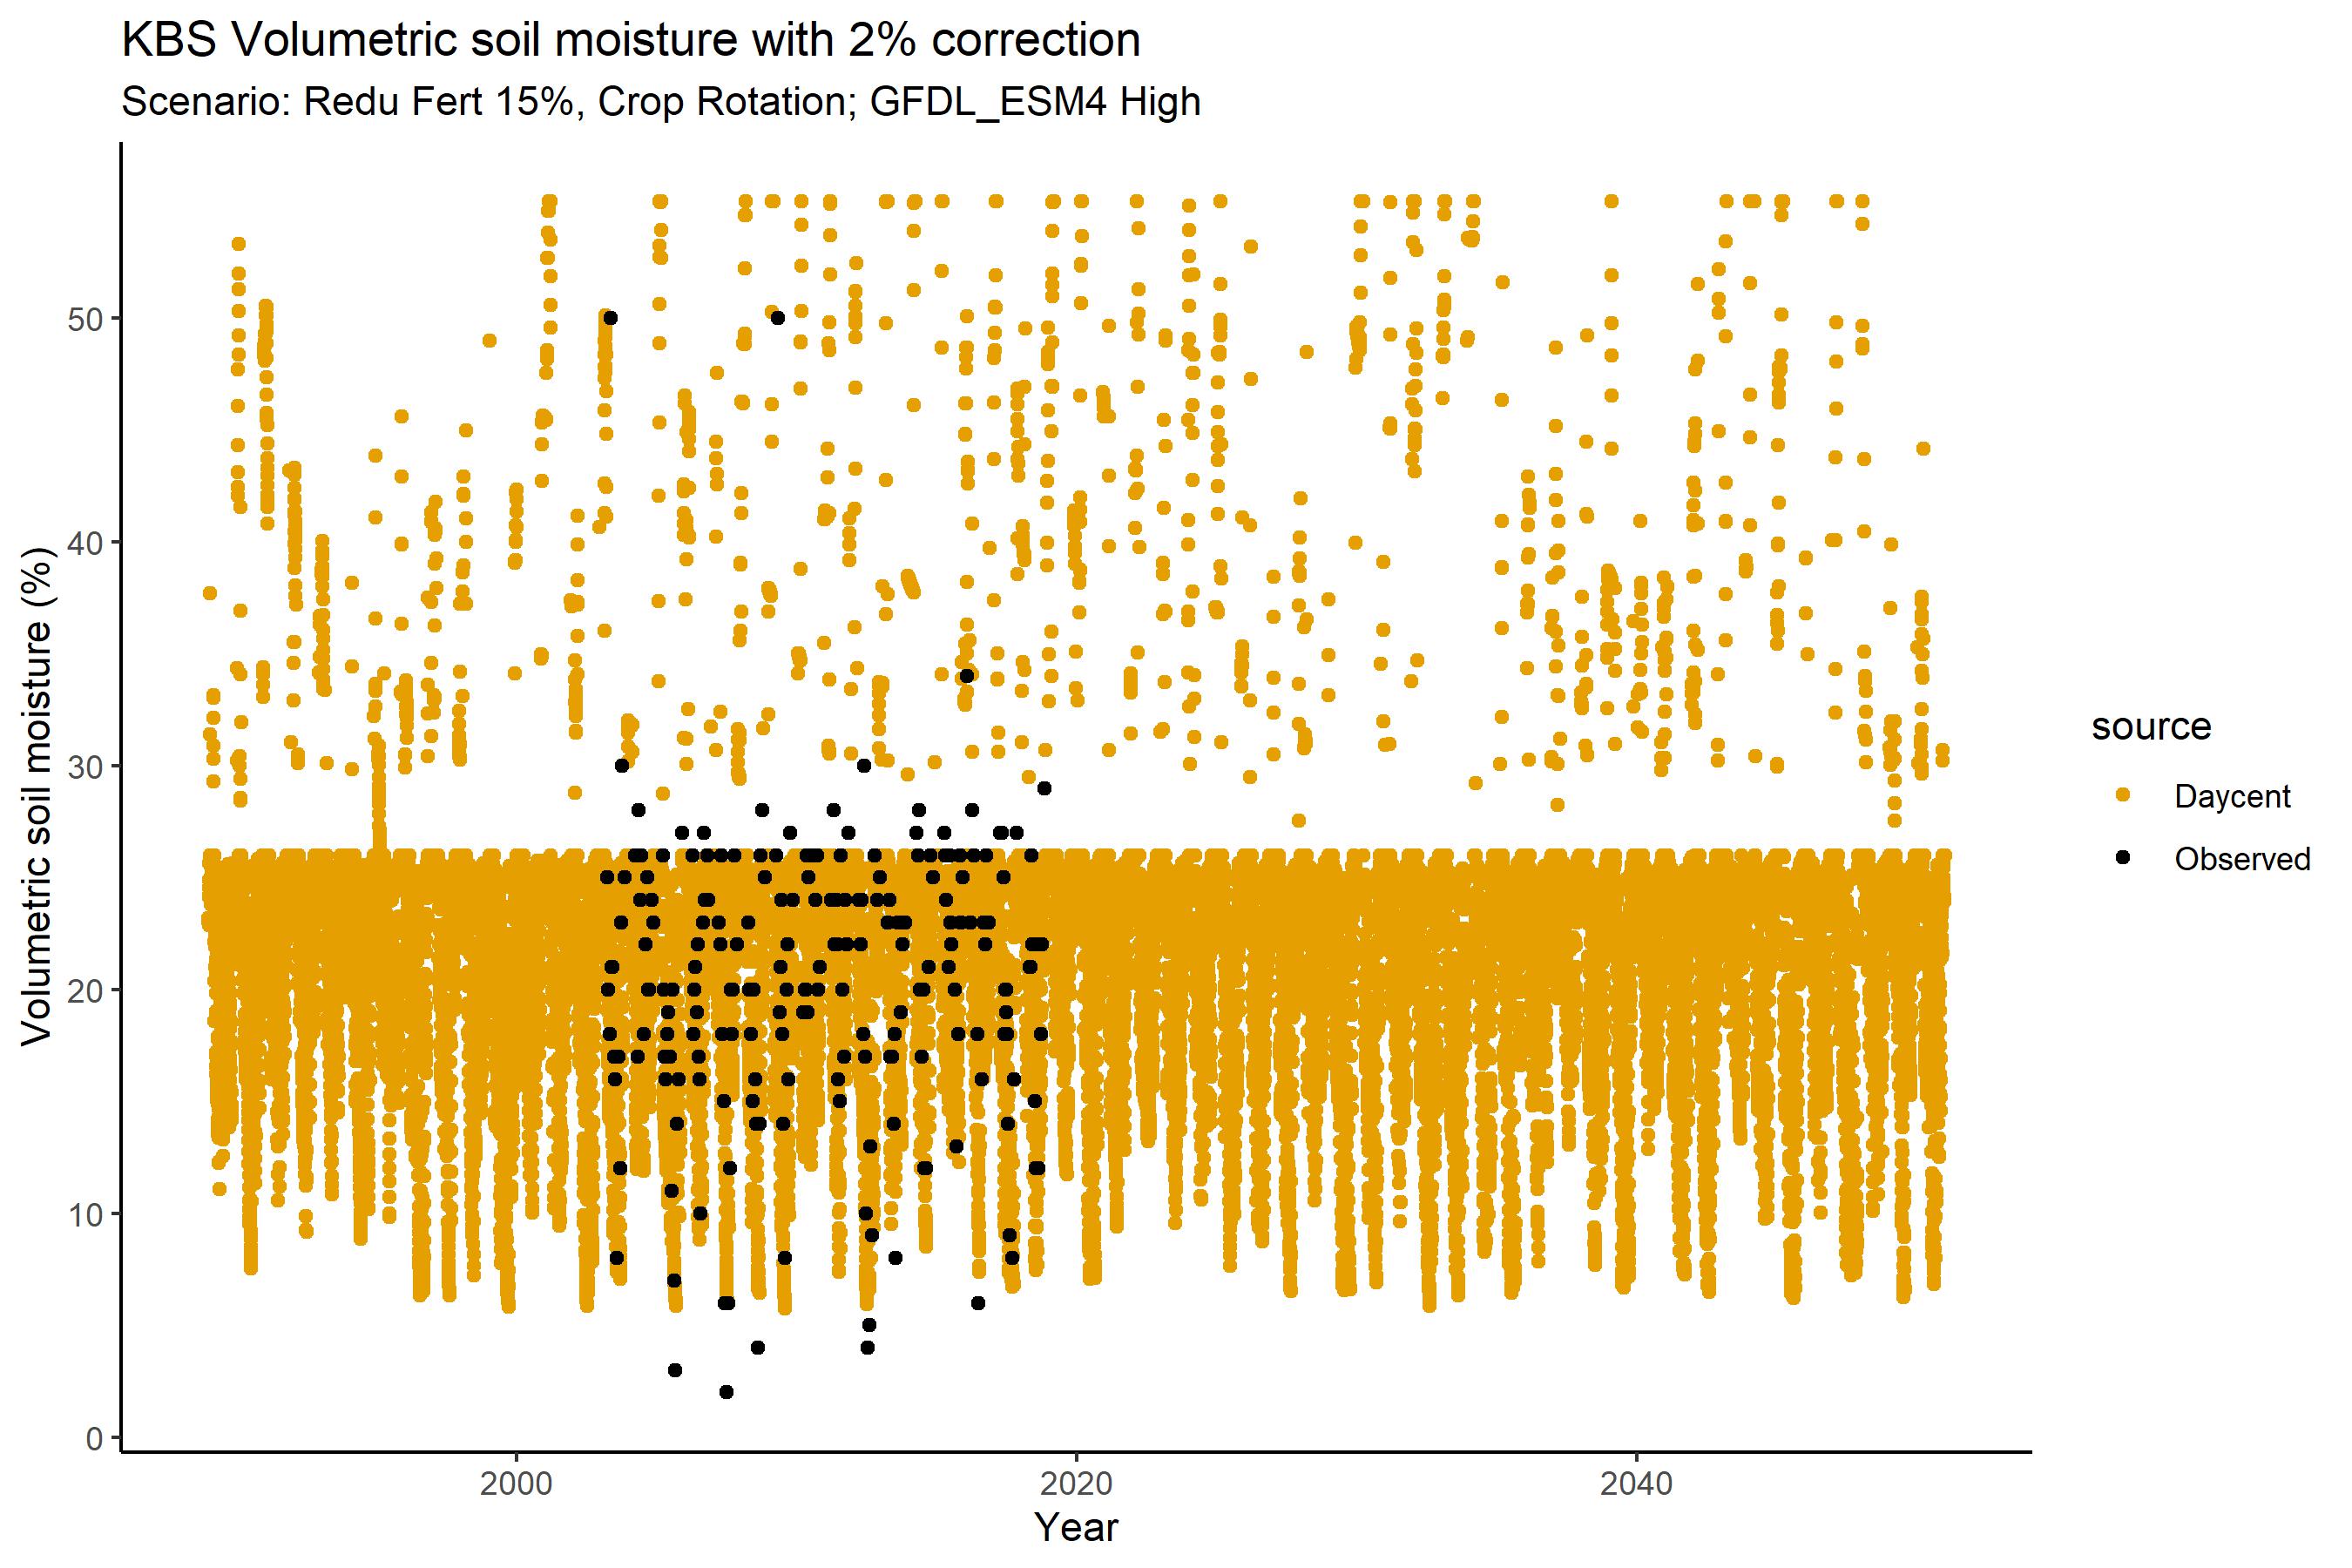 KBS Volumetric soil moisture with 2% correction
Scenario: Redu Fert 15%, Crop Rotation; GFDL_ESM4 High
Volumetric soil moisture (%)
50
40
30
20
10
0
2000
2020
2040
Year
source
Daycent
Observed